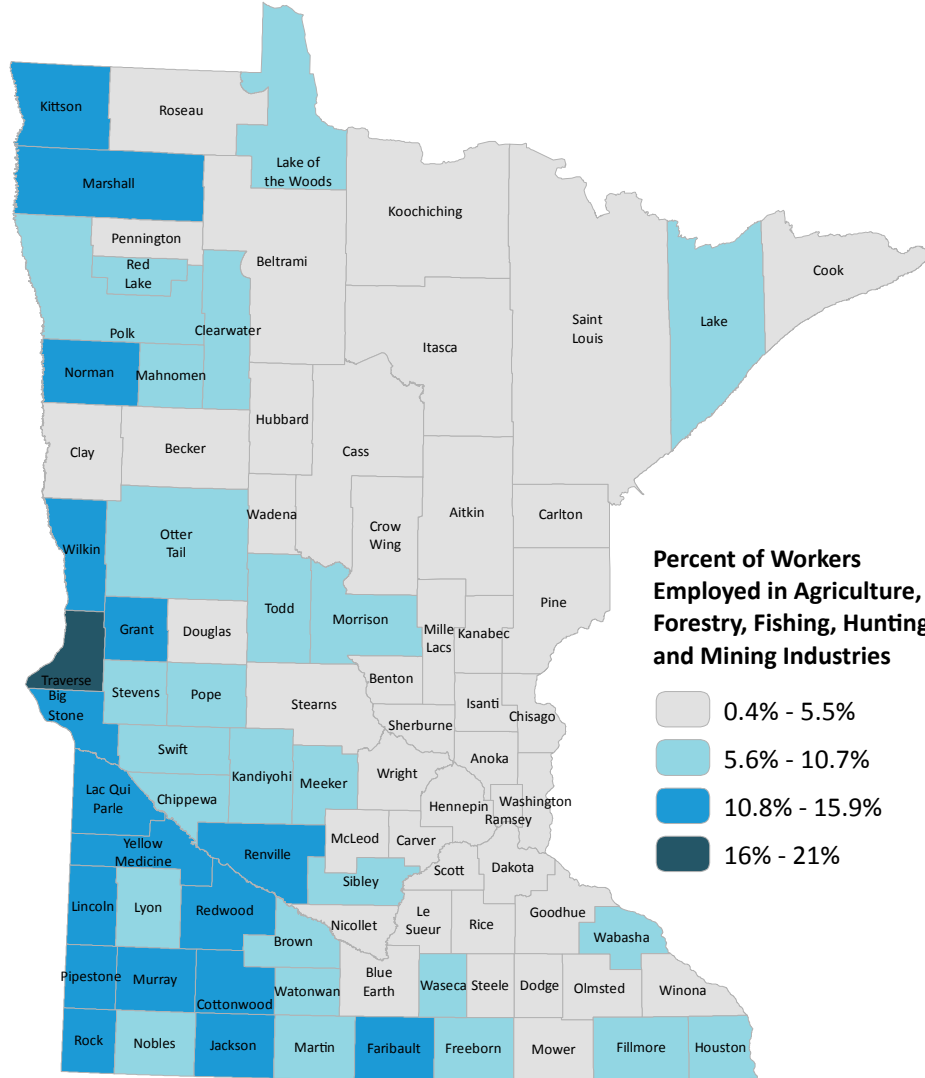 Kittson
Roseau
Lake of
the Woods
Marshall
Koochiching
Pennington
Beltrami
Red
Lake
Cook
Polk
Clearwater
Saint
Louis
Lake
Itasca
Norman
Mahnomen
Hubbard
Clay
Becker
Cass
Wadena
Aitkin
Carlton
Crow
Wing
Otter
Tail
Wilkin
Pine
Todd
Morrison
Grant
Douglas
Mille
Lacs
Kanabec
Traverse
Big
Stone
Stevens
Pope
Benton
Stearns
Isanti
Chisago
Sherburne
Swift
Anoka
Kandiyohi
Meeker
Wright
Lac Qui
Parle
Chippewa
Hennepin
Washington
Ramsey
Yellow
Medicine
Renville
McLeod
Carver
Scott
Dakota
Sibley
Lincoln
Lyon
Redwood
Nicollet
Le
Sueur
Rice
Goodhue
Wabasha
Brown
Pipestone
Murray
Cottonwood
Watonwan
Blue
Earth
Waseca
Steele
Dodge
Olmsted
Winona
Rock
Nobles
Jackson
Martin
Faribault
Freeborn
Mower
Fillmore
Houston
Percent of Workers
Employed in Agriculture,
Forestry, Fishing, Hunting
and Mining Industries
0.4% - 5.5%
5.6% - 10.7%
10.8% - 15.9%
16% - 21%